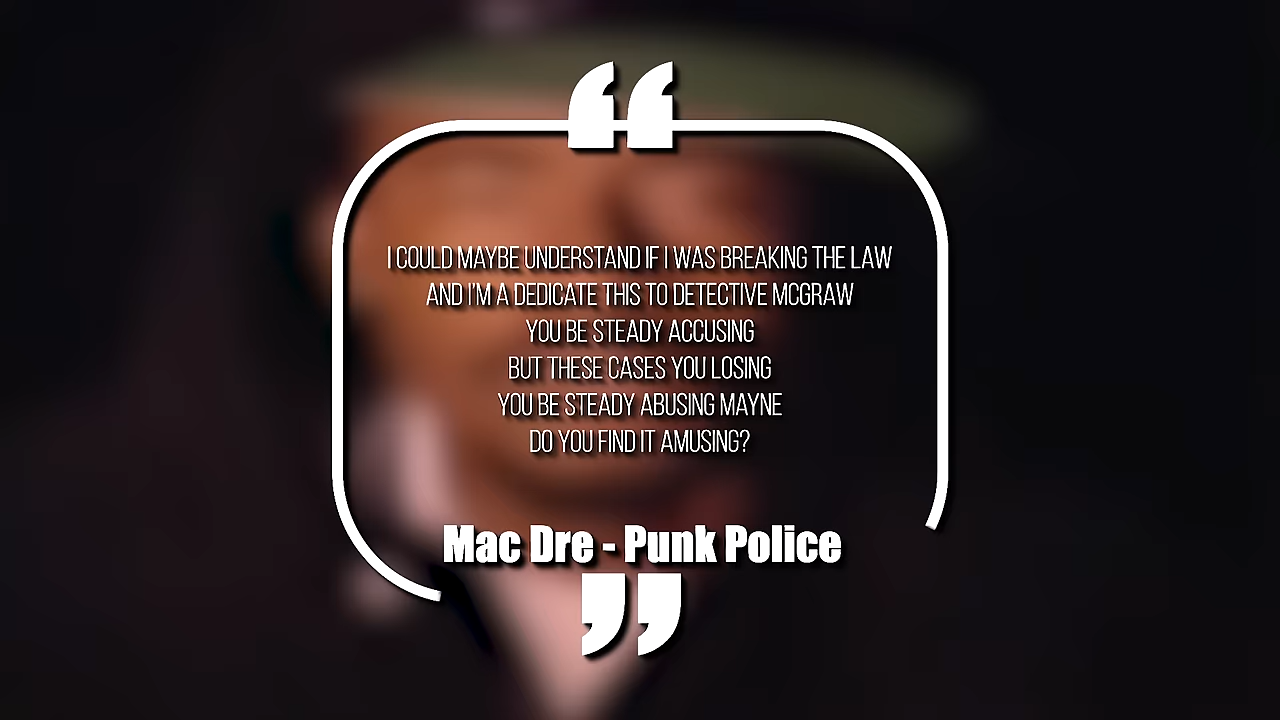 “
I COULD MAYBE UNDERSTAND IF I WAS BREAKING THE LAW
AND I'M A DEDICATE THIS TO DETECTIVE MCGRAW
YOU BE STEADY ACCUSING
BUT THESE CASES YOU LOSING
YOU BE STEADY ABUSING MAYNE
DO YOU FIND IT AMUSING?
Mac Dre - Punk Police
”